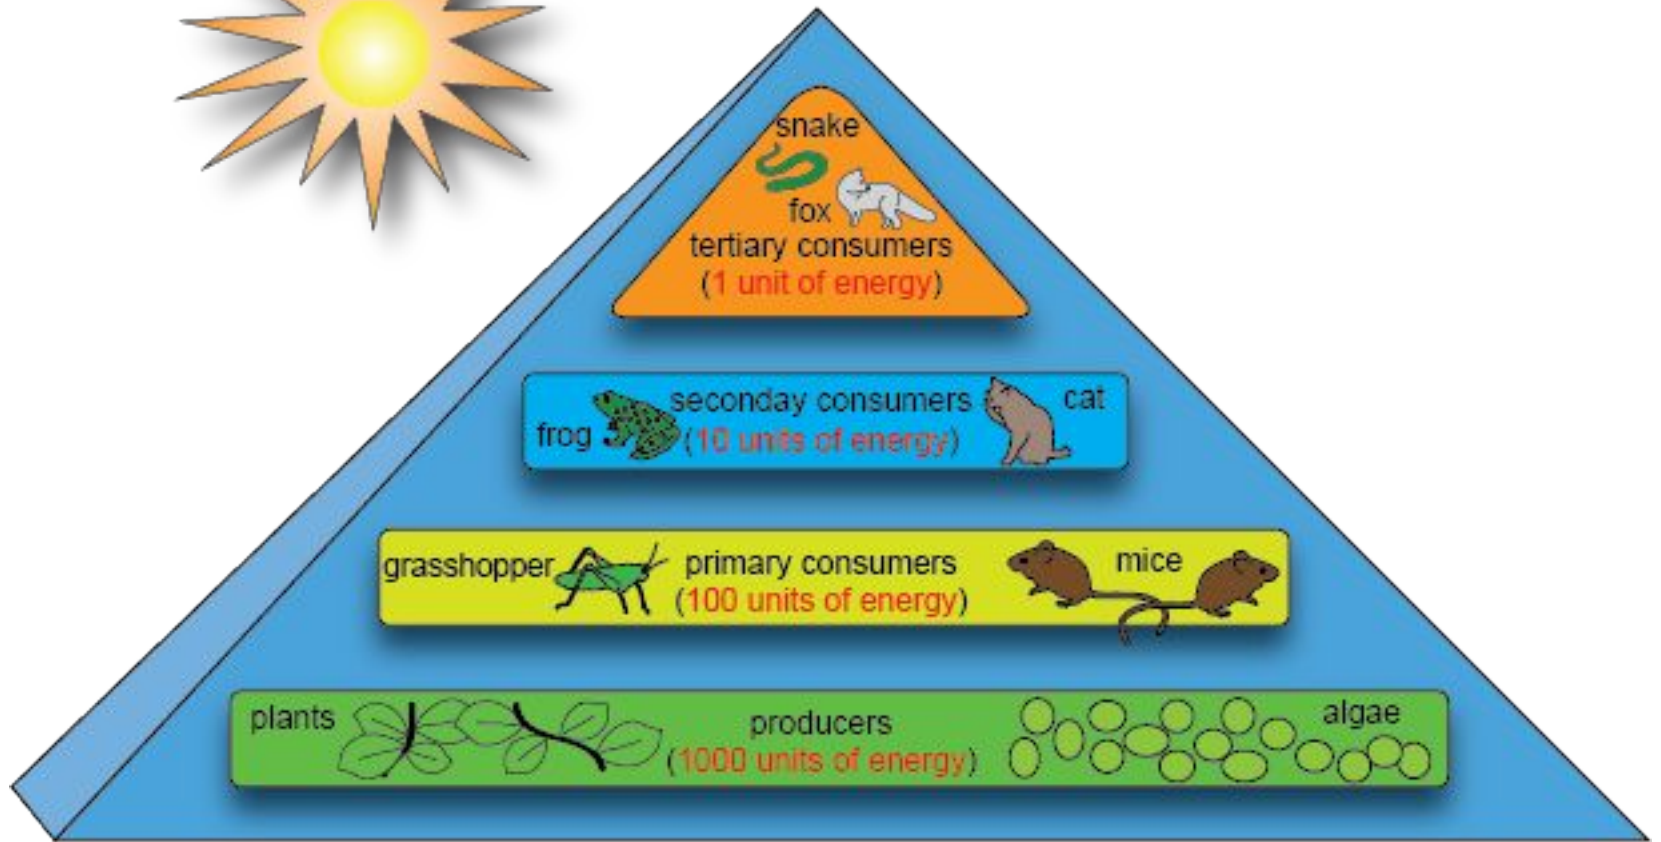 snake
fox
tertiary consumers
(1 unit of energy)
frog
seconday consumers
(10 units of energy)
cat
grasshopper
primary consumers
(100 units of energy)
mice
plants
producers
(1000 units of energy)
algae